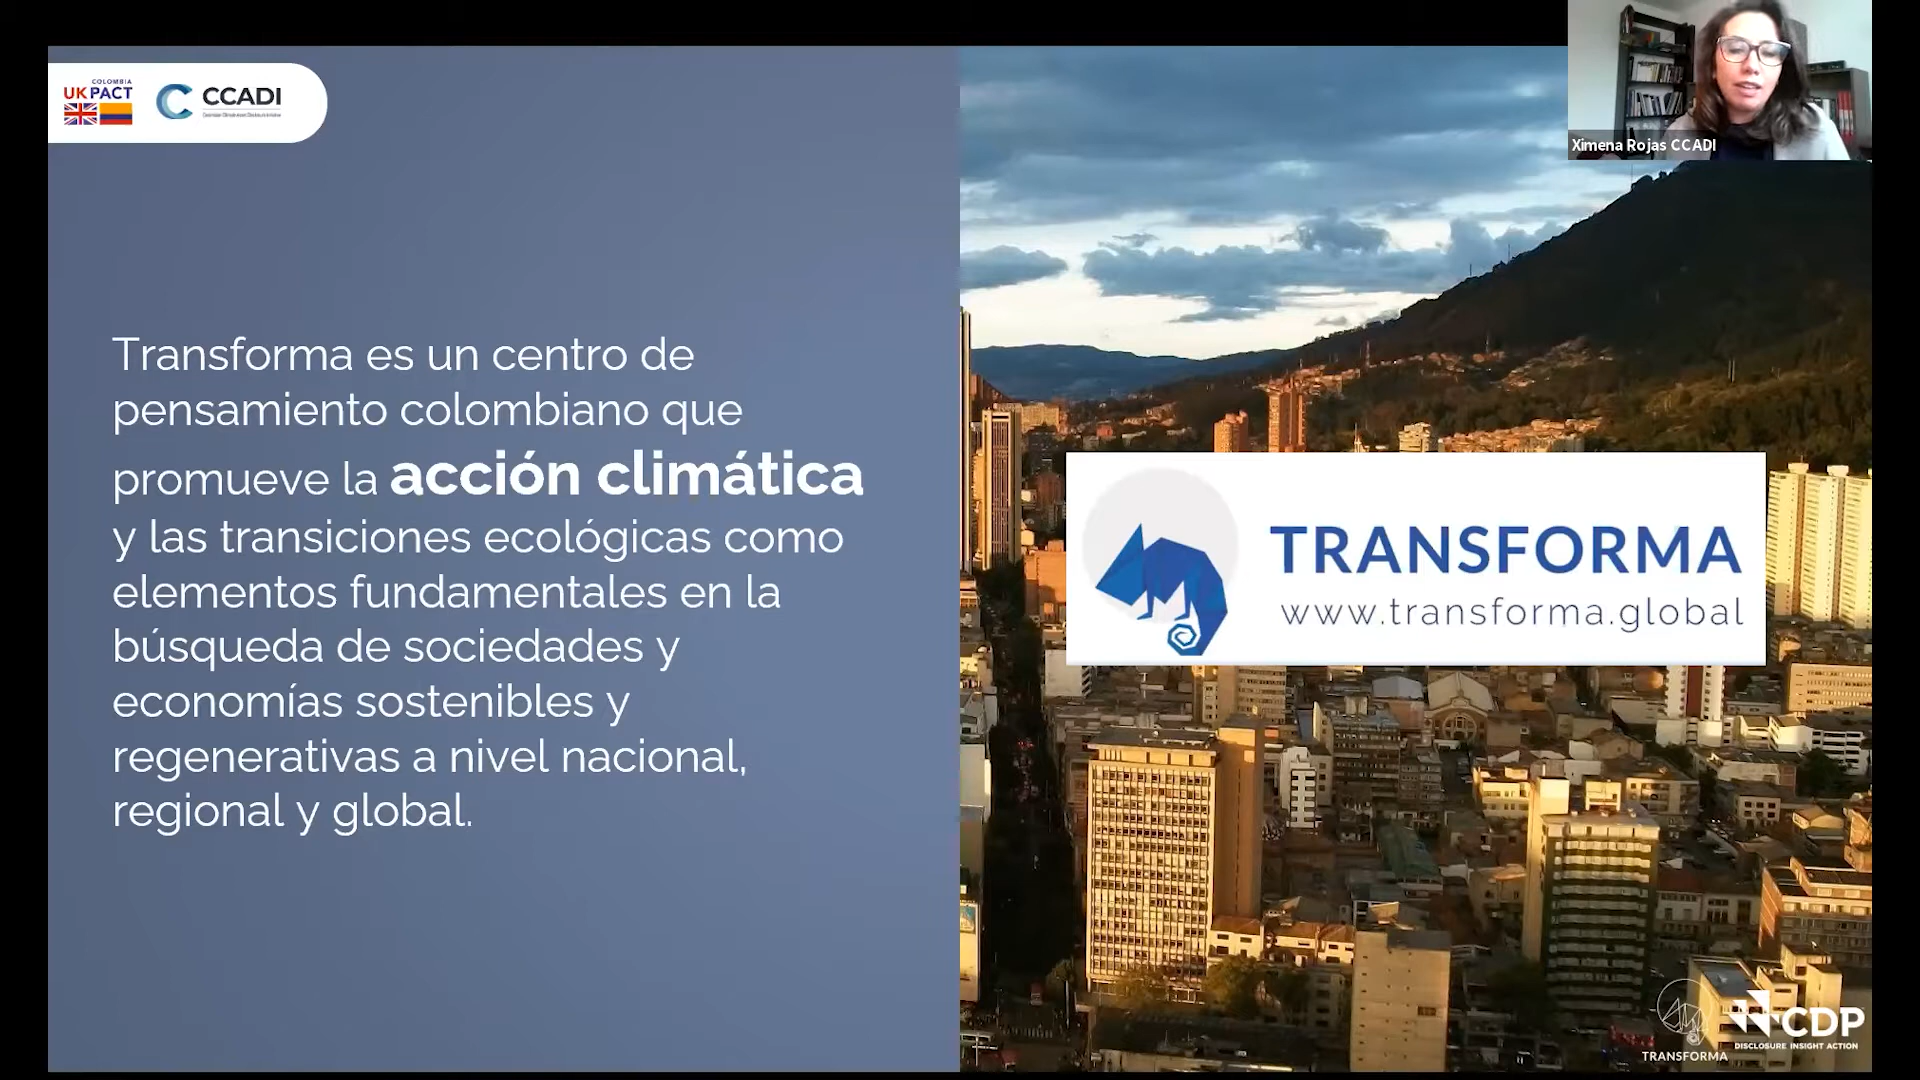 COLOMBIA
UK PACT
CCADI
Ximena Rojas CCADI
Transforma es un centro de
pensamiento colombiano que
promueve la acción climática
y las transiciones ecológicas como
elementos fundamentales en la
búsqueda de sociedades y
economías sostenibles y
regenerativas a nivel nacional,
regional y global.
TRANSFORMA
www.transforma.global
TRANSFORMA
CDP
DISCLOSURE INSIGHT ACTION